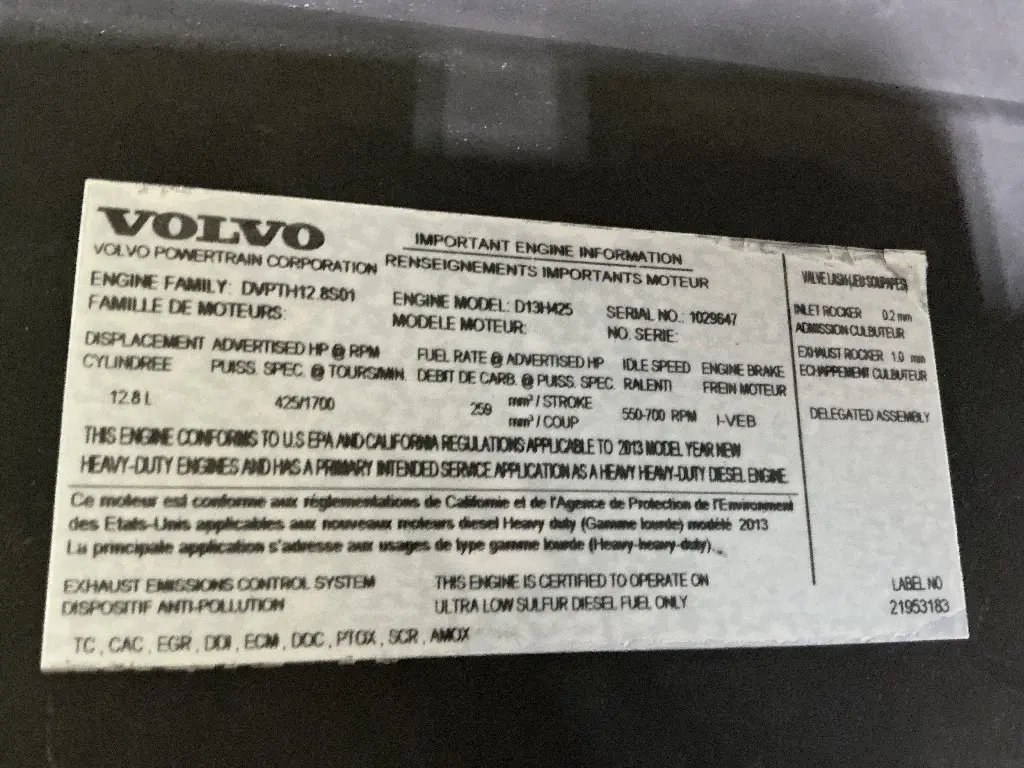 VOLVO
VOLVO POWERTRAIN CORPORATION
IMPORTANT ENGINE INFORMATION
RENSEIGNEMENTS IMPORTANTS MOTEUR
ENGINE FAMILY: DVPTH12.8S01
FAMILLE DE MOTEURS:
ENGINE MODEL: D13H425
MODELE MOTEUR:
SERIAL NO.: 1029647
NO. SERIE:
DISPLACEMENT ADVERTISED HP @ RPM FUEL RATE @ ADVERTISED HP IDLE SPEED ENGINE BRAKE
CYLINDREE PUISS. SPEC. @ TOURS/MIN. DEBIT DE CARB. @ PUISS. SPEC. RALENTI FREIN MOTEUR
12.8 L 425/1700 259 mm³ / STROKE 550-700 RPM I-VEB
mm³ / COUP
THIS ENGINE CONFORMS TO U.S EPA AND CALIFORNIA REGULATIONS APPLICABLE TO 2013 MODEL YEAR NEW
HEAVY-DUTY ENGINES AND HAS A PRIMARY INTENDED SERVICE APPLICATION AS A HEAVY HEAVY-DUTY DIESEL ENGINE.
Ce moteur est conforme aux réglementations de Californie et de l'Agence de Protection de l'Environment
des Etats-Unis applicables aux nouveaux moteurs diesel Heavy duty (Gamme lourde) modèlè 2013
La principale application s'adresse aux usages de type gamme lourde (Heavy-heavy-duty).
EXHAUST EMISSIONS CONTROL SYSTEM
DISPOSITIF ANTI-POLLUTION
TC, CAC, EGR, DDI, ECM, DOC, PTOX, SCR, AMOX
THIS ENGINE IS CERTIFIED TO OPERATE ON
ULTRA LOW SULFUR DIESEL FUEL ONLY
VALVE LASH (JEU SOUPAPES)
INLET ROCKER 0.2 mm
ADMISSION CULBUTEUR
EXHAUST ROCKER 1.0 mm
ECHAPPEMENT CULBUTEUR
DELEGATED ASSEMBLY
LABEL NO
21953183